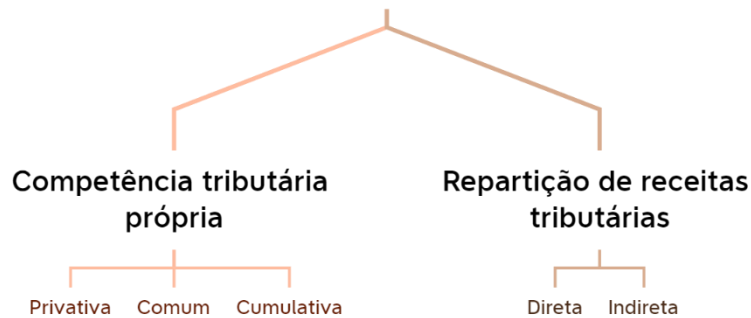 Competência tributária
própria
Repartição de receitas
tributárias
Privativa Comum Cumulativa
Direta Indireta